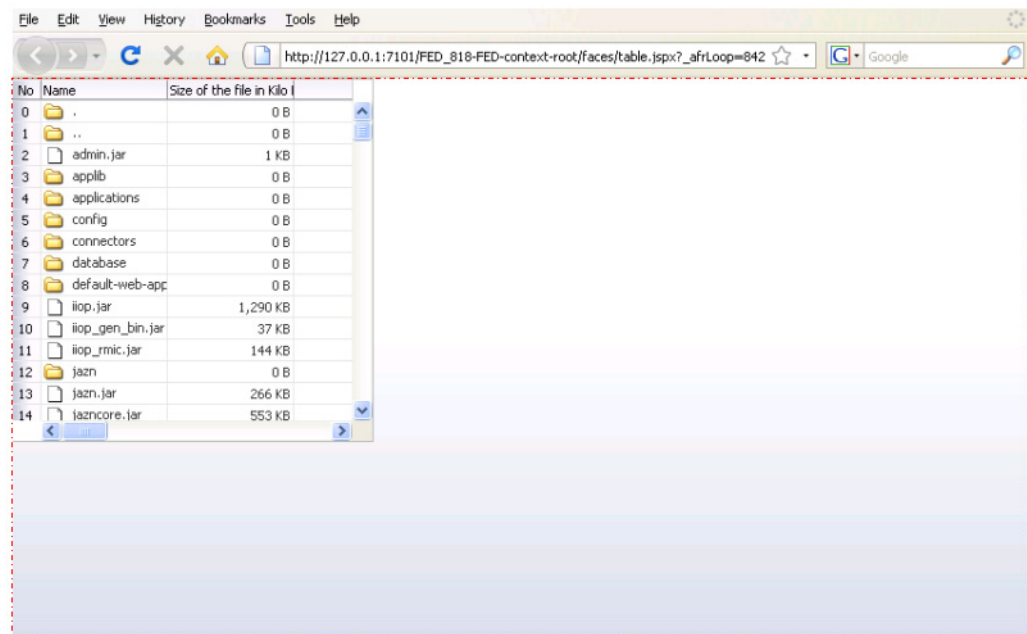 File Edit View History Bookmarks Tools Help
http://127.0.0.1:7101/FED_818-FED-context-root/faces/table.jspx?_afrLoop=842 G Google
No Name Size of the file in Kilo
0 . 0 B
1 .. 0 B
2 admin.jar 1 KB
3 applib 0 B
4 applications 0 B
5 config 0 B
6 connectors 0 B
7 database 0 B
8 default-web-app 0 B
9 iiop.jar 1,290 KB
10 iiop_gen_bin.jar 37 KB
11 iiop_rmic.jar 144 KB
12 jazn 0 B
13 jazn.jar 266 KB
14 jazncore.jar 553 KB